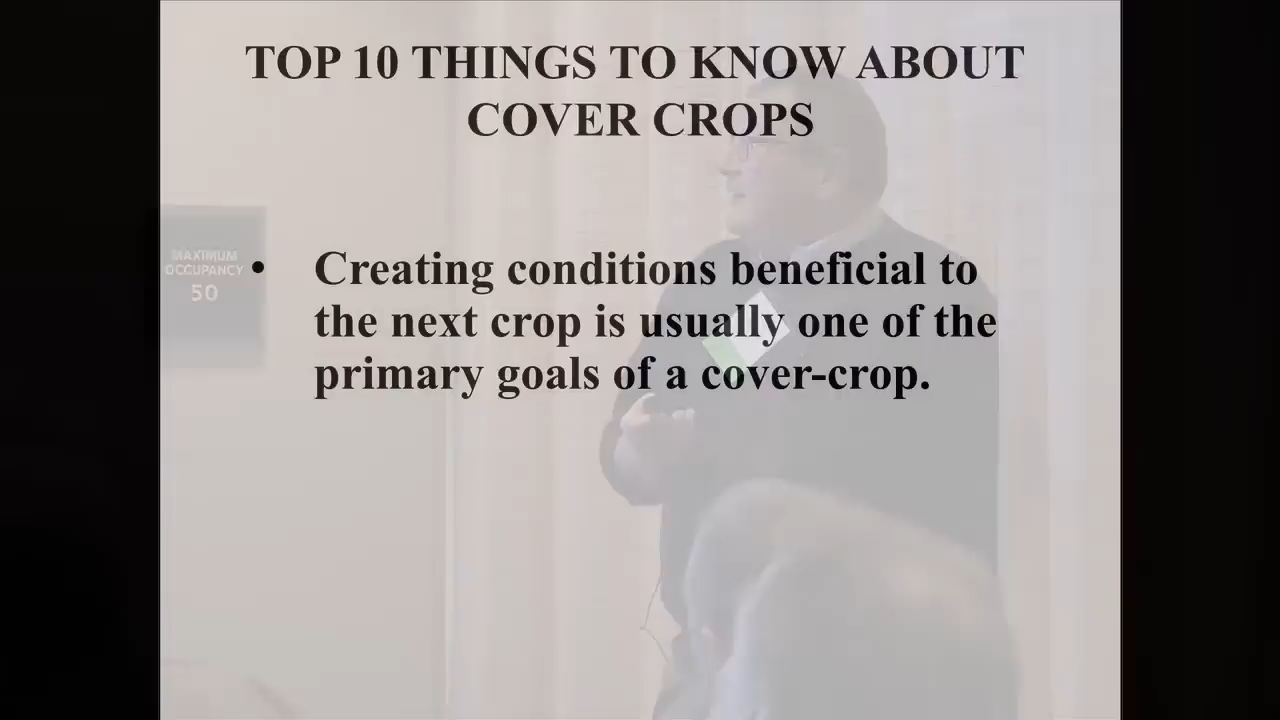 TOP 10 THINGS TO KNOW ABOUT
COVER CROPS
MAXIMUM
OCCUPANCY
50
• Creating conditions beneficial to
the next crop is usually one of the
primary goals of a cover-crop.